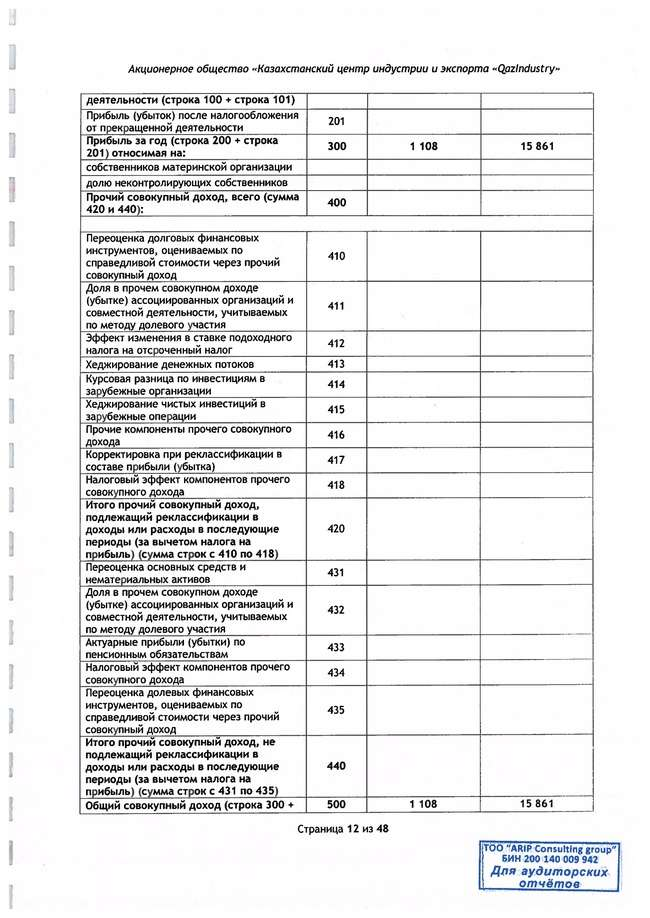 Акционерное общество «Казахстанский центр индустрии и экспорта «QazIndustry»
деятельности (строка 100 + строка 101)
Прибыль (убыток) после налогообложения
от прекращенной деятельности
201
Прибыль за год (строка 200 + строка
201) относимая на:
300
1 108
15 861
собственников материнской организации
долю неконтролирующих собственников
Прочий совокупный доход, всего (сумма
420 и 440):
400
Переоценка долговых финансовых
инструментов, оцениваемых по
справедливой стоимости через прочий
совокупный доход
410
Доля в прочем совокупном доходе
(убытке) ассоциированных организаций и
совместной деятельности, учитываемых
по методу долевого участия
411
Эффект изменения в ставке подоходного
налога на отсроченный налог
412
Хеджирование денежных потоков
413
Курсовая разница по инвестициям в
зарубежные организации
414
Хеджирование чистых инвестиций в
зарубежные операции
415
Прочие компоненты прочего совокупного
дохода
416
Корректировка при реклассификации в
составе прибыли (убытка)
417
Налоговый эффект компонентов прочего
совокупного дохода
418
Итого прочий совокупный доход,
подлежащий реклассификации в
доходы или расходы в последующие
периоды (за вычетом налога на
прибыль) (сумма строк с 410 по 418)
420
Переоценка основных средств и
нематериальных активов
431
Доля в прочем совокупном доходе
(убытке) ассоциированных организаций и
совместной деятельности, учитываемых
по методу долевого участия
432
Актуарные прибыли (убытки) по
пенсионным обязательствам
433
Налоговый эффект компонентов прочего
совокупного дохода
434
Переоценка долевых финансовых
инструментов, оцениваемых по
справедливой стоимости через прочий
совокупный доход
435
Итого прочий совокупный доход, не
подлежащий реклассификации в
доходы или расходы в последующие
периоды (за вычетом налога на
прибыль) (сумма строк с 431 по 435)
440
Общий совокупный доход (строка 300 +
500
1 108
15 861
Страница 12 из 48
ТОО "ARIP Consulting group"
БИН 200 140 009 942
Для аудиторских
отчётов